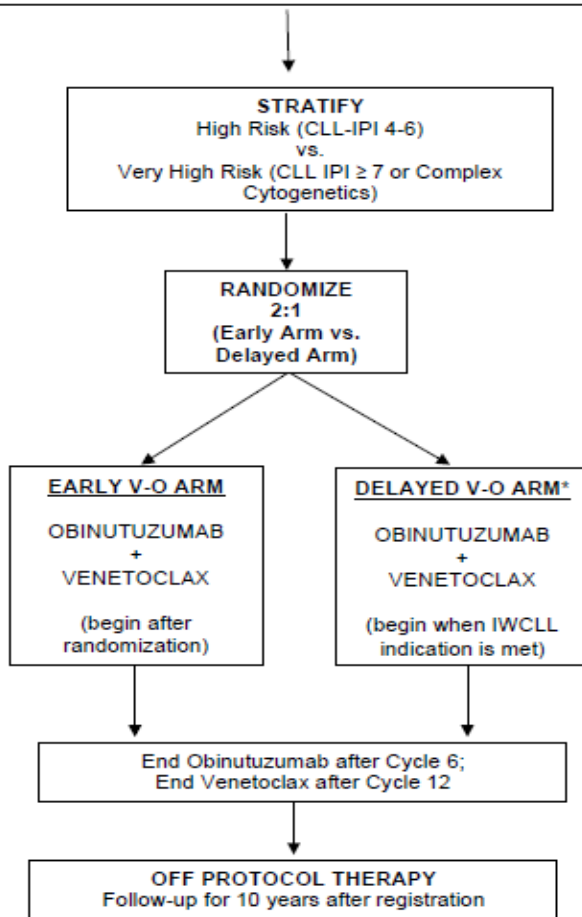 STRATIFY
High Risk (CLL-IPI 4-6)
vs.
Very High Risk (CLL IPI ≥ 7 or Complex
Cytogenetics)
RANDOMIZE
2:1
(Early Arm vs.
Delayed Arm)
EARLY V-O ARM
OBINUTUZUMAB
+
VENETOCLAX
(begin after
randomization)
DELAYED V-O ARM*
OBINUTUZUMAB
+
VENETOCLAX
(begin when IWCLL
indication is met)
End Obinutuzumab after Cycle 6;
End Venetoclax after Cycle 12
OFF PROTOCOL THERAPY
Follow-up for 10 years after registration